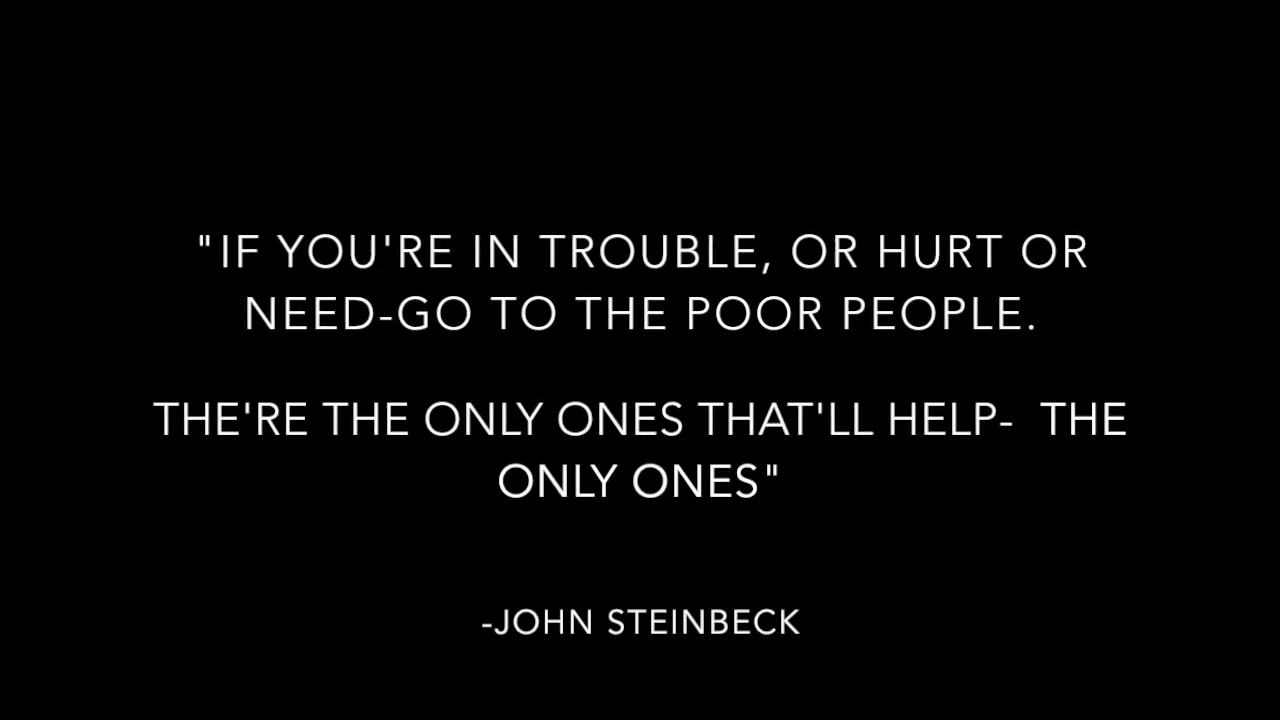 "IF YOU'RE IN TROUBLE, OR HURT OR
NEED-GO TO THE POOR PEOPLE.
THE'RE THE ONLY ONES THAT'LL HELP-  THE
ONLY ONES"
-JOHN STEINBECK